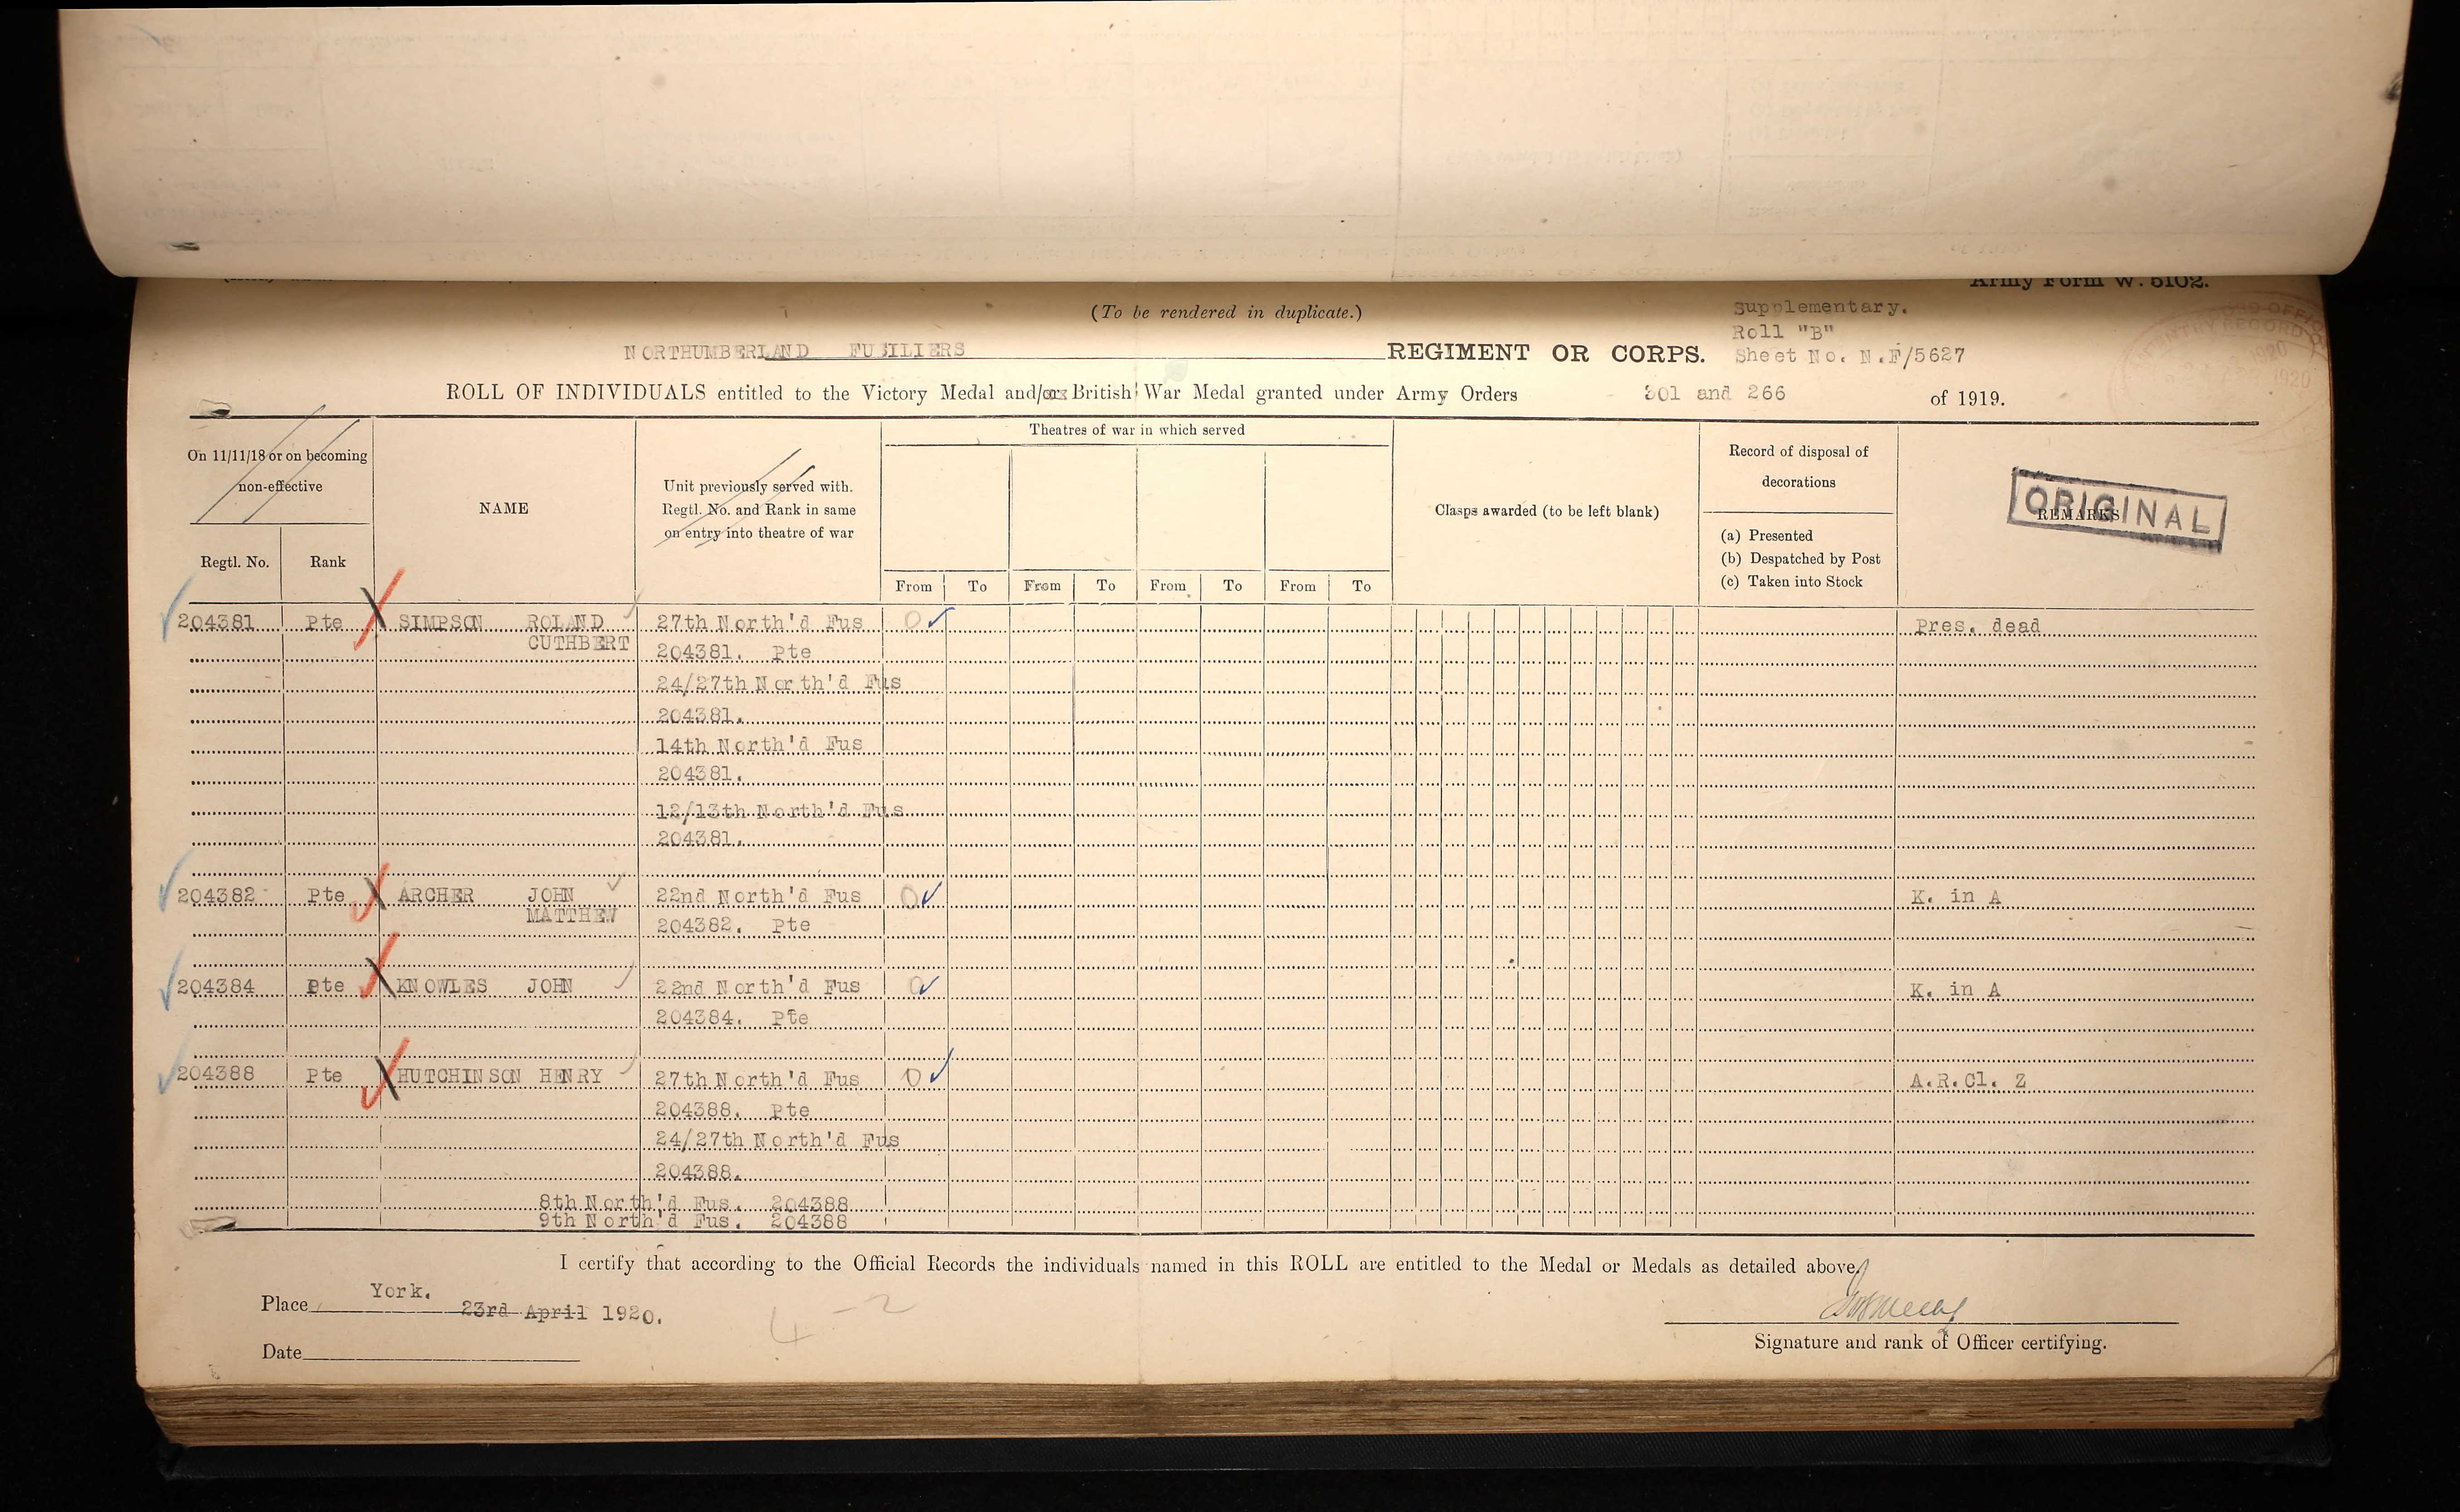 Army Form W. 5102.
(To be rendered in duplicate.)
Supplementary.
Roll "B"
NORTHUMBERLAND FUSILIERS REGIMENT OR CORPS. Sheet No. N.F/5627
ROLL OF INDIVIDUALS entitled to the Victory Medal and/or British War Medal granted under Army Orders 301 and 266 of 1919.
On 11/11/18 or on becoming
non-effective
Regtl. No. Rank
NAME
Unit previously served with.
Regtl. No. and Rank in same
on entry into theatre of war
Theatres of war in which served
From To From To From To From To
Clasps awarded (to be left blank)
Record of disposal of
decorations
(a) Presented
(b) Despatched by Post
(c) Taken into Stock
REMARKS
ORIGINAL
204381 Pte SIMPSON ROLAND 27th North'd Fus 0 Pres. dead
CUTHBERT
204381. Pte
24/27th North'd Fus
204381.
14th North'd Fus
204381.
12/13th North'd Fus
204381.
204382 Pte ARCHER JOHN 22nd North'd Fus 0 K. in A
MATTHEW
204382. Pte
204384 Pte KNOWLES JOHN 22nd North'd Fus 0 K. in A
204384. Pte
204388 Pte HUTCHINSON HENRY 27th North'd Fus 0 A.R.Cl. Z
204388. Pte
24/27th North'd Fus
204388.
8th North'd Fus. 204388
9th North'd Fus. 204388
I certify that according to the Official Records the individuals named in this ROLL are entitled to the Medal or Medals as detailed above.
Place York.
23rd April 1920.
4 - 2
Date
Signature and rank of Officer certifying.